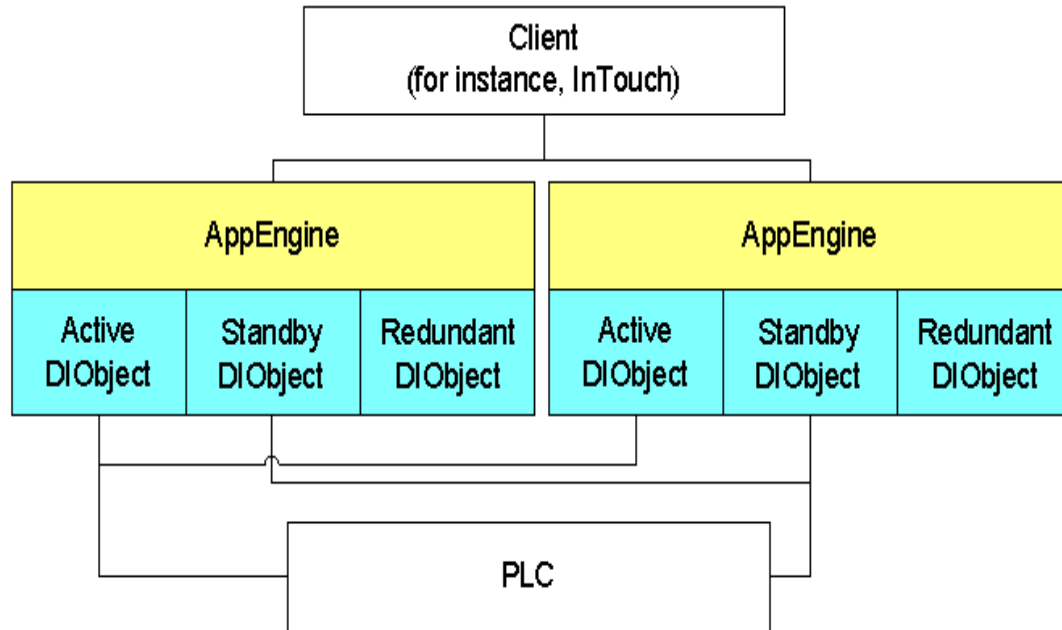 Client
(for instance, InTouch)
AppEngine
AppEngine
Active
DIObject
Standby
DIObject
Redundant
DIObject
Active
DIObject
Standby
DIObject
Redundant
DIObject
PLC